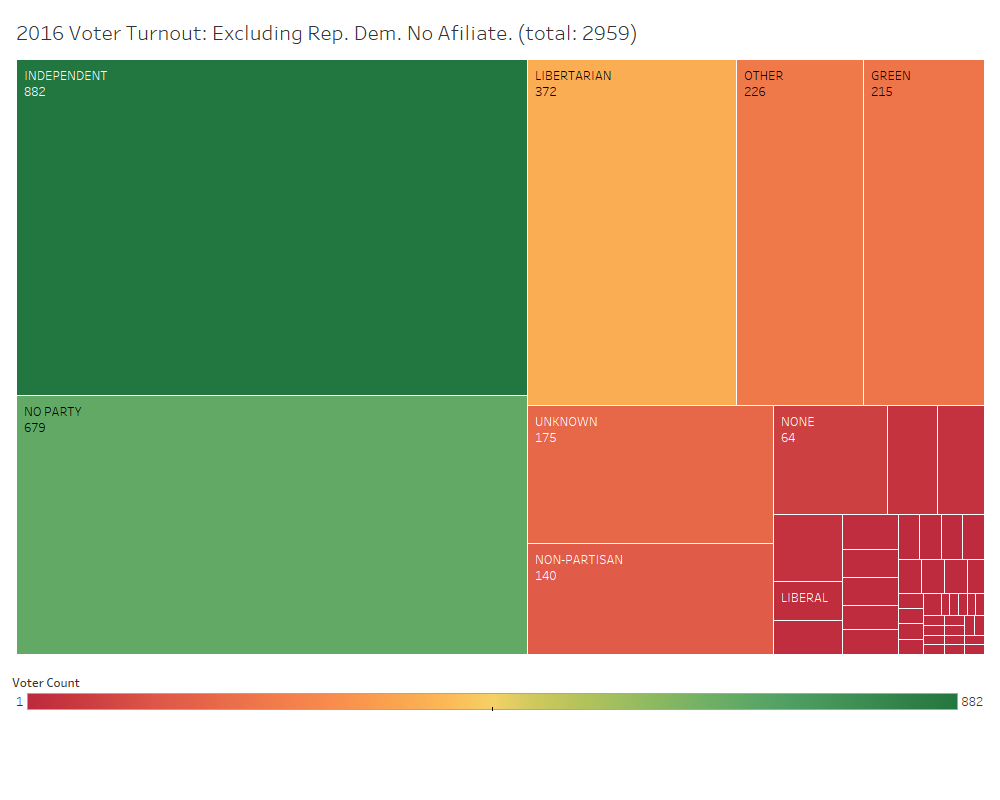 2016 Voter Turnout: Excluding Rep. Dem. No Afiliate. (total: 2959)
INDEPENDENT
882
LIBERTARIAN
372
OTHER
226
GREEN
215
NO PARTY
679
UNKNOWN
175
NONE
64
NON-PARTISAN
140
LIBERAL
Voter Count
1
882